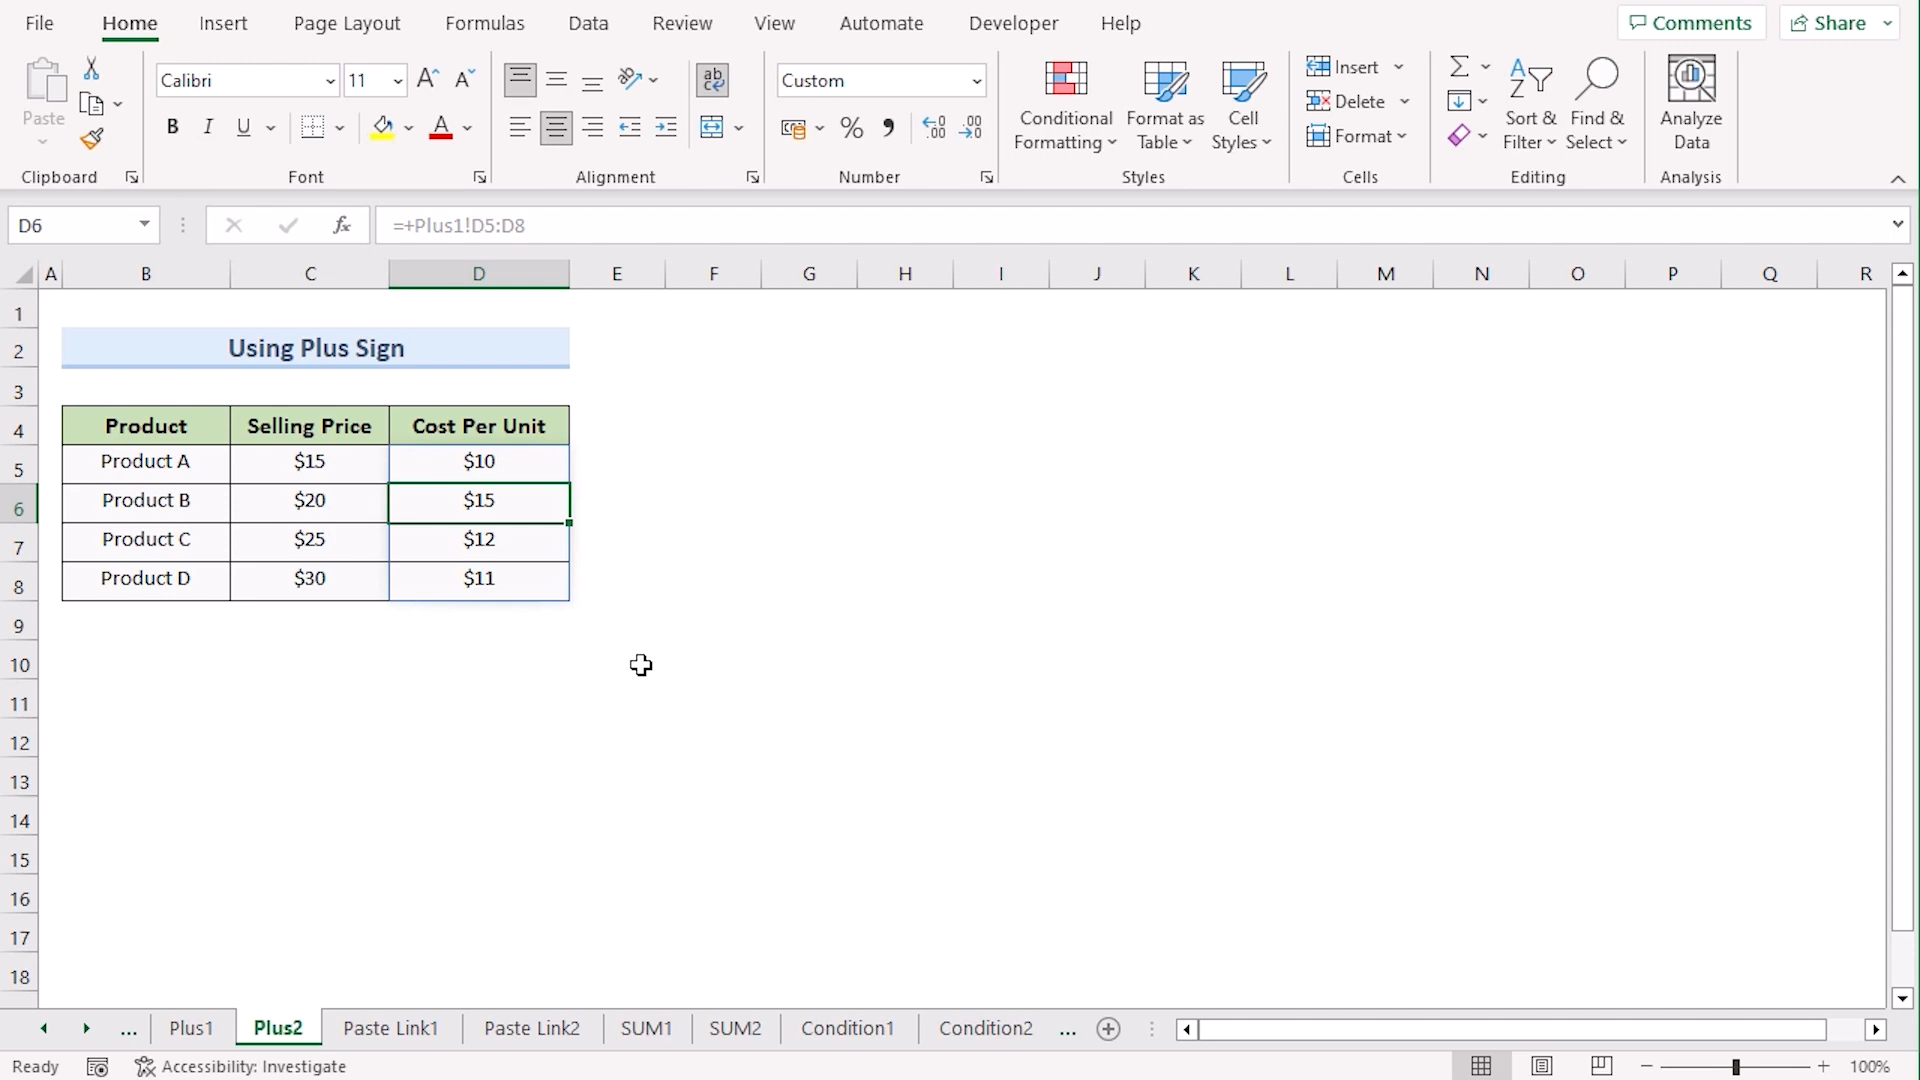 File Home Insert Page Layout Formulas Data Review View Automate Developer Help Comments Share
Paste
Calibri 11
B I U A
ab
Custom
% 
Conditional Formatting
Format as Table
Cell Styles
Insert
Delete
Format
Sort & Filter
Find & Select
Analyze Data
Clipboard Font Alignment Number Styles Cells Editing Analysis
D6 fx =+Plus1!D5:D8
A B C D E F G H I J K L M N O P Q R
1
2 Using Plus Sign
3
4 Product Selling Price Cost Per Unit
5 Product A $15 $10
6 Product B $20 $15
7 Product C $25 $12
8 Product D $30 $11
9
10
11
12
13
14
15
16
17
18
... Plus1 Plus2 Paste Link1 Paste Link2 SUM1 SUM2 Condition1 Condition2 ...
Ready Accessibility: Investigate 100%